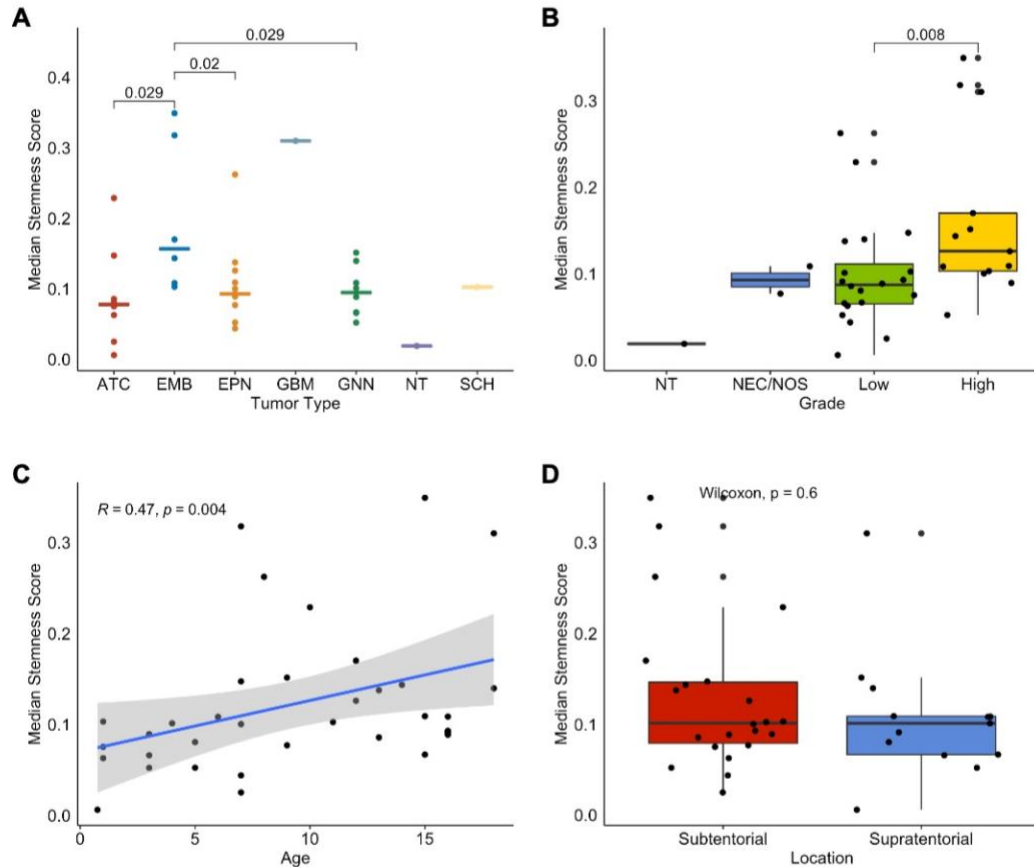 A
0.029
0.02
0.029
0.4
0.3
0.2
0.1
0.0
Median Stemness Score
ATC EMB EPN GBM GNN NT SCH
Tumor Type
B
0.008
0.3
0.2
0.1
0.0
Median Stemness Score
NT NEC/NOS Low High
Grade
C
R = 0.47, p = 0.004
0.3
0.2
0.1
0.0
Median Stemness Score
0 5 10 15
Age
D
Wilcoxon, p = 0.6
0.3
0.2
0.1
0.0
Median Stemness Score
Subtentorial Supratentorial
Location